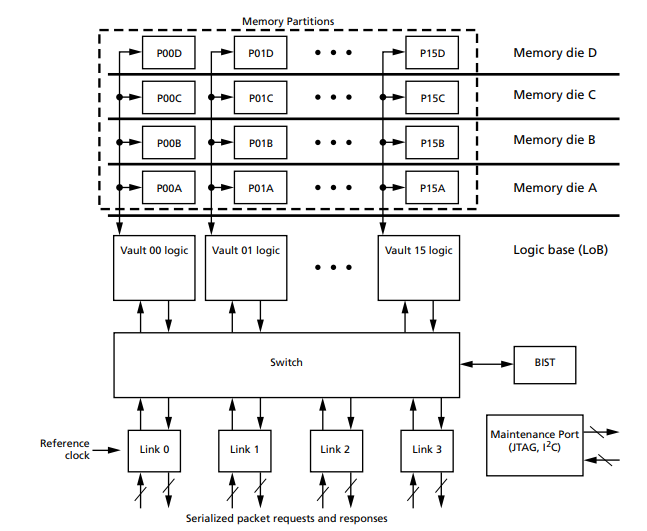 Memory Partitions
P00D P01D P15D Memory die D
P00C P01C P15C Memory die C
P00B P01B P15B Memory die B
P00A P01A P15A Memory die A
Vault 00 logic Vault 01 logic Vault 15 logic Logic base (LoB)
Switch BIST
Reference
clock
Link 0 Link 1 Link 2 Link 3
Maintenance Port
(JTAG, I²C)
Serialized packet requests and responses